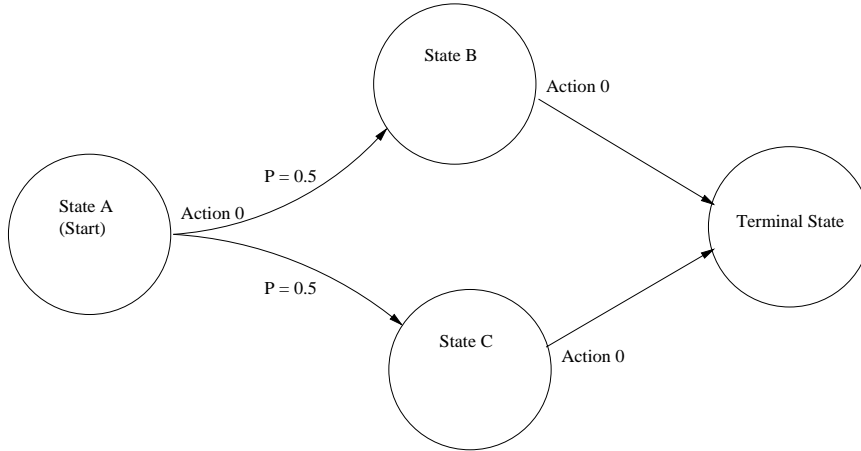 State A
(Start)
Action 0
P = 0.5
P = 0.5
State B
Action 0
State C
Action 0
Terminal State